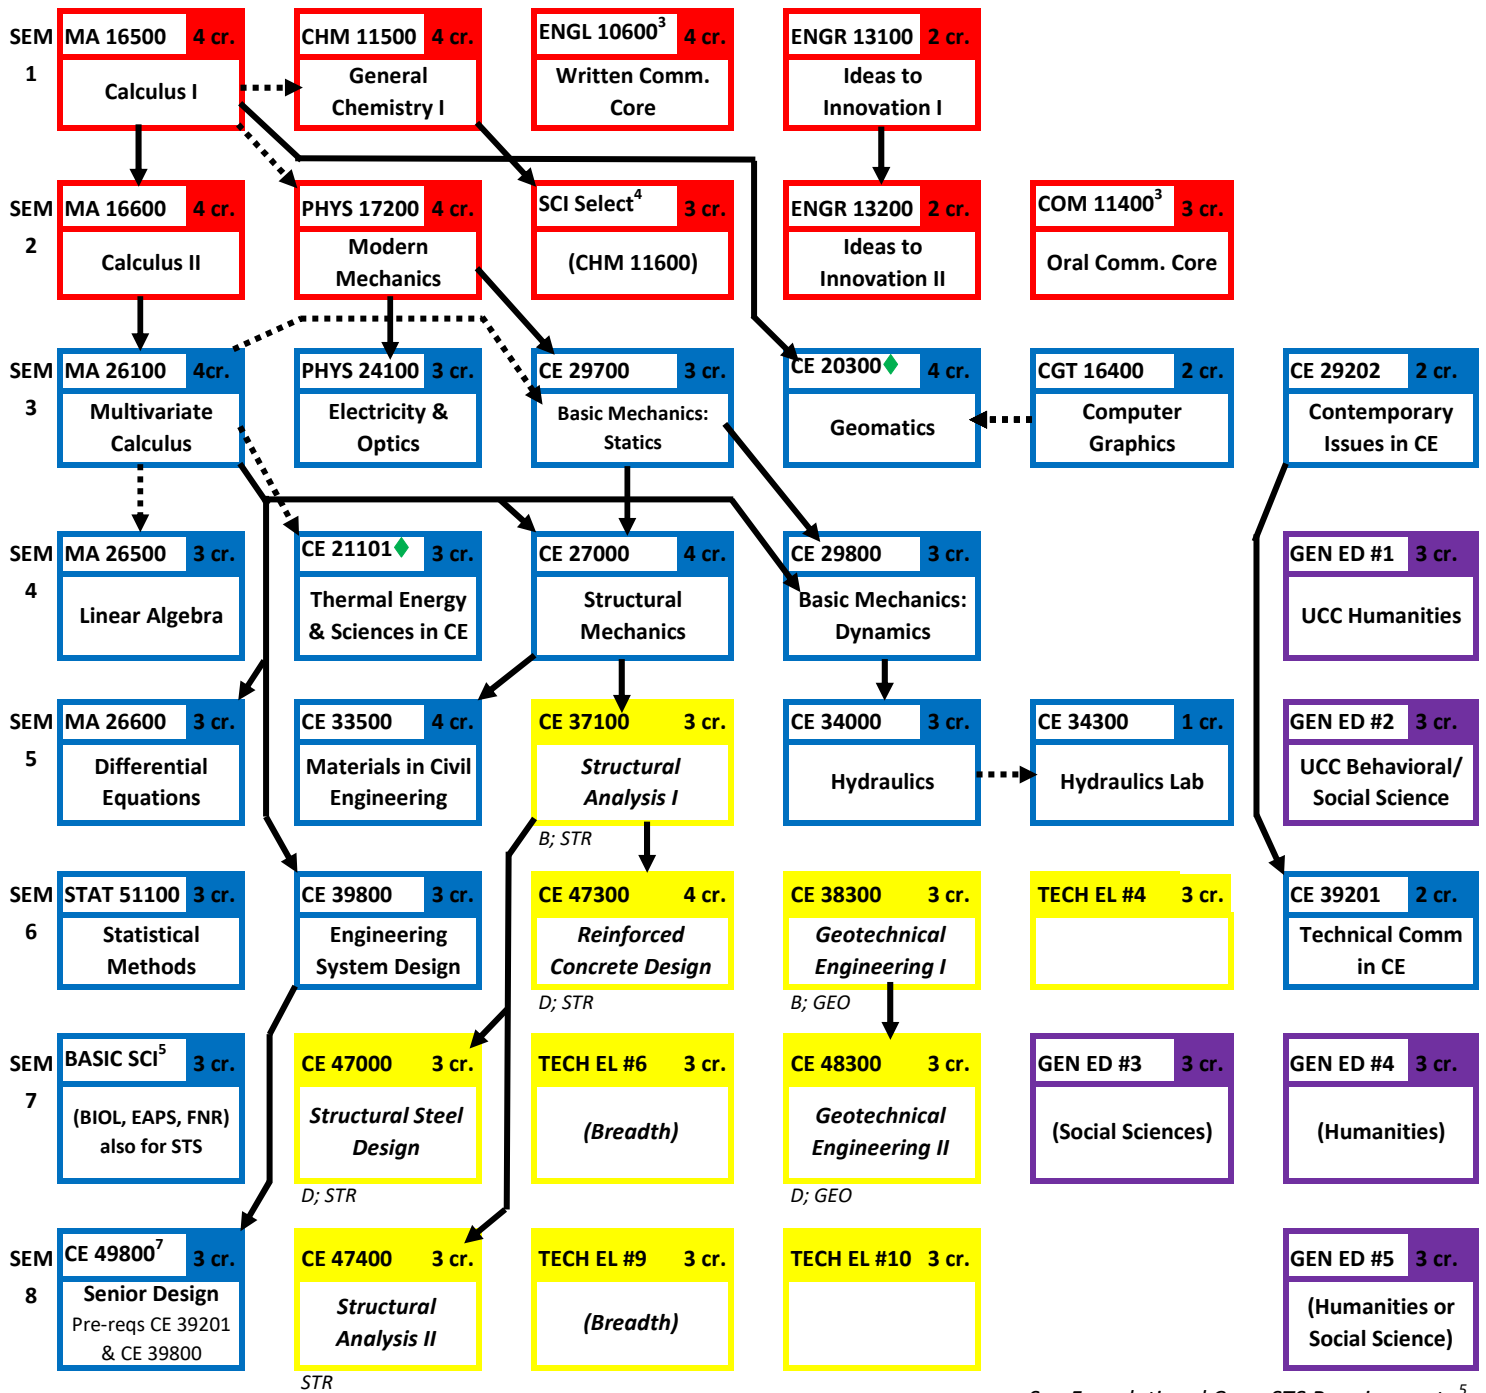 SEM 1
MA 16500 4 cr.
Calculus I
CHM 11500 4 cr.
General
Chemistry I
ENGL 10600³ 4 cr.
Written Comm.
Core
ENGR 13100 2 cr.
Ideas to
Innovation I
SEM 2
MA 16600 4 cr.
Calculus II
PHYS 17200 4 cr.
Modern
Mechanics
SCI Select⁴ 3 cr.
(CHM 11600)
ENGR 13200 2 cr.
Ideas to
Innovation II
COM 11400³ 3 cr.
Oral Comm. Core
SEM 3
MA 26100 4cr.
Multivariate
Calculus
PHYS 24100 3 cr.
Electricity &
Optics
CE 29700 3 cr.
Basic Mechanics:
Statics
CE 20300♦ 4 cr.
Geomatics
CGT 16400 2 cr.
Computer
Graphics
CE 29202 2 cr.
Contemporary
Issues in CE
SEM 4
MA 26500 3 cr.
Linear Algebra
CE 21101♦ 3 cr.
Thermal Energy
& Sciences in CE
CE 27000 4 cr.
Structural
Mechanics
CE 29800 3 cr.
Basic Mechanics:
Dynamics
GEN ED #1 3 cr.
UCC Humanities
SEM 5
MA 26600 3 cr.
Differential
Equations
CE 33500 4 cr.
Materials in Civil
Engineering
CE 37100 3 cr.
Structural
Analysis I
B; STR
CE 34000 3 cr.
Hydraulics
CE 34300 1 cr.
Hydraulics Lab
GEN ED #2 3 cr.
UCC Behavioral/
Social Science
SEM 6
STAT 51100 3 cr.
Statistical
Methods
CE 39800 3 cr.
Engineering
System Design
CE 47300 4 cr.
Reinforced
Concrete Design
D; STR
CE 38300 3 cr.
Geotechnical
Engineering I
B; GEO
TECH EL #4 3 cr.
CE 39201 2 cr.
Technical Comm
in CE
SEM 7
BASIC SCI⁵ 3 cr.
(BIOL, EAPS, FNR)
also for STS
CE 47000 3 cr.
Structural Steel
Design
D; STR
TECH EL #6 3 cr.
(Breadth)
CE 48300 3 cr.
Geotechnical
Engineering II
D; GEO
GEN ED #3 3 cr.
(Social Sciences)
GEN ED #4 3 cr.
(Humanities)
SEM 8
CE 49800⁷ 3 cr.
Senior Design
Pre-reqs CE 39201
& CE 39800
CE 47400 3 cr.
Structural
Analysis II
STR
TECH EL #9 3 cr.
(Breadth)
TECH EL #10 3 cr.
GEN ED #5 3 cr.
(Humanities or
Social Science)